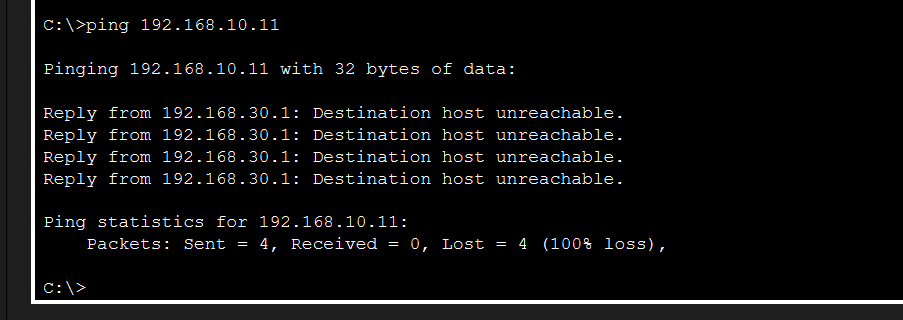 C:\>ping 192.168.10.11
Pinging 192.168.10.11 with 32 bytes of data:
Reply from 192.168.30.1: Destination host unreachable.
Reply from 192.168.30.1: Destination host unreachable.
Reply from 192.168.30.1: Destination host unreachable.
Reply from 192.168.30.1: Destination host unreachable.
Ping statistics for 192.168.10.11:
    Packets: Sent = 4, Received = 0, Lost = 4 (100% loss),
C:\>